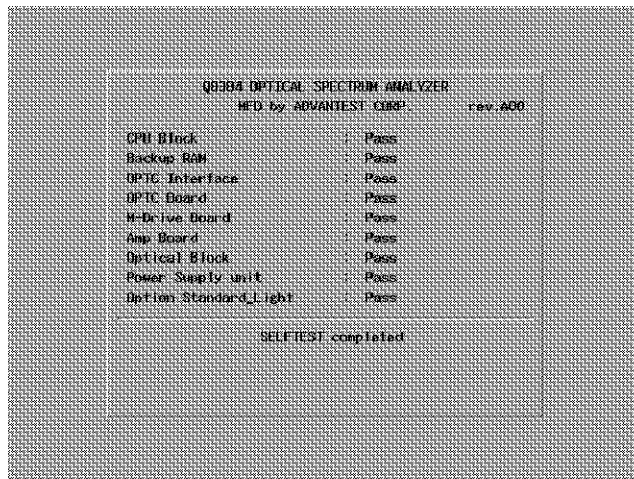 Q8384 OPTICAL SPECTRUM ANALYZER
MFD by ADVANTEST CORP. rev.A00
CPU Block : Pass
Backup RAM : Pass
OPTC Interface : Pass
OPTC Board : Pass
M-Drive Board : Pass
Amp Board : Pass
Optical Block : Pass
Power Supply unit : Pass
Option Standard_Light : Pass
SELFTEST completed